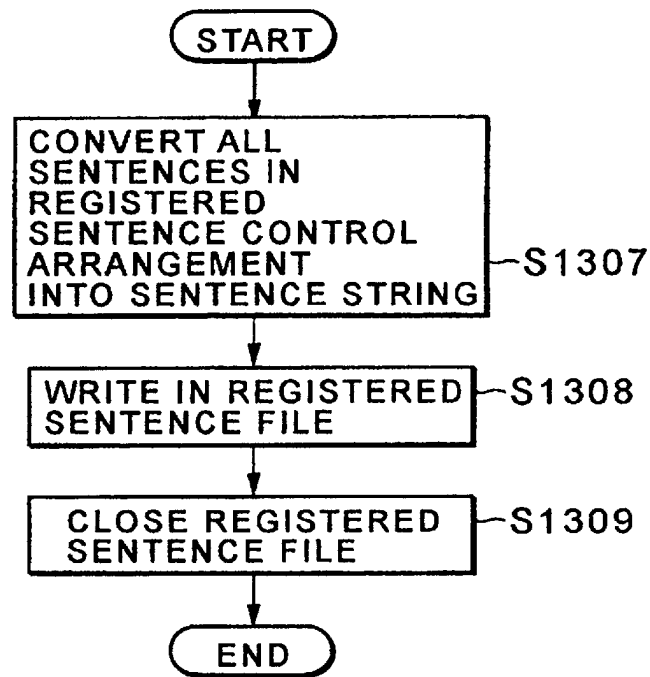 START
CONVERT ALL
SENTENCES IN
REGISTERED
SENTENCE CONTROL
ARRANGEMENT
INTO SENTENCE STRING
S1307
WRITE IN REGISTERED
SENTENCE FILE
S1308
CLOSE REGISTERED
SENTENCE FILE
S1309
END